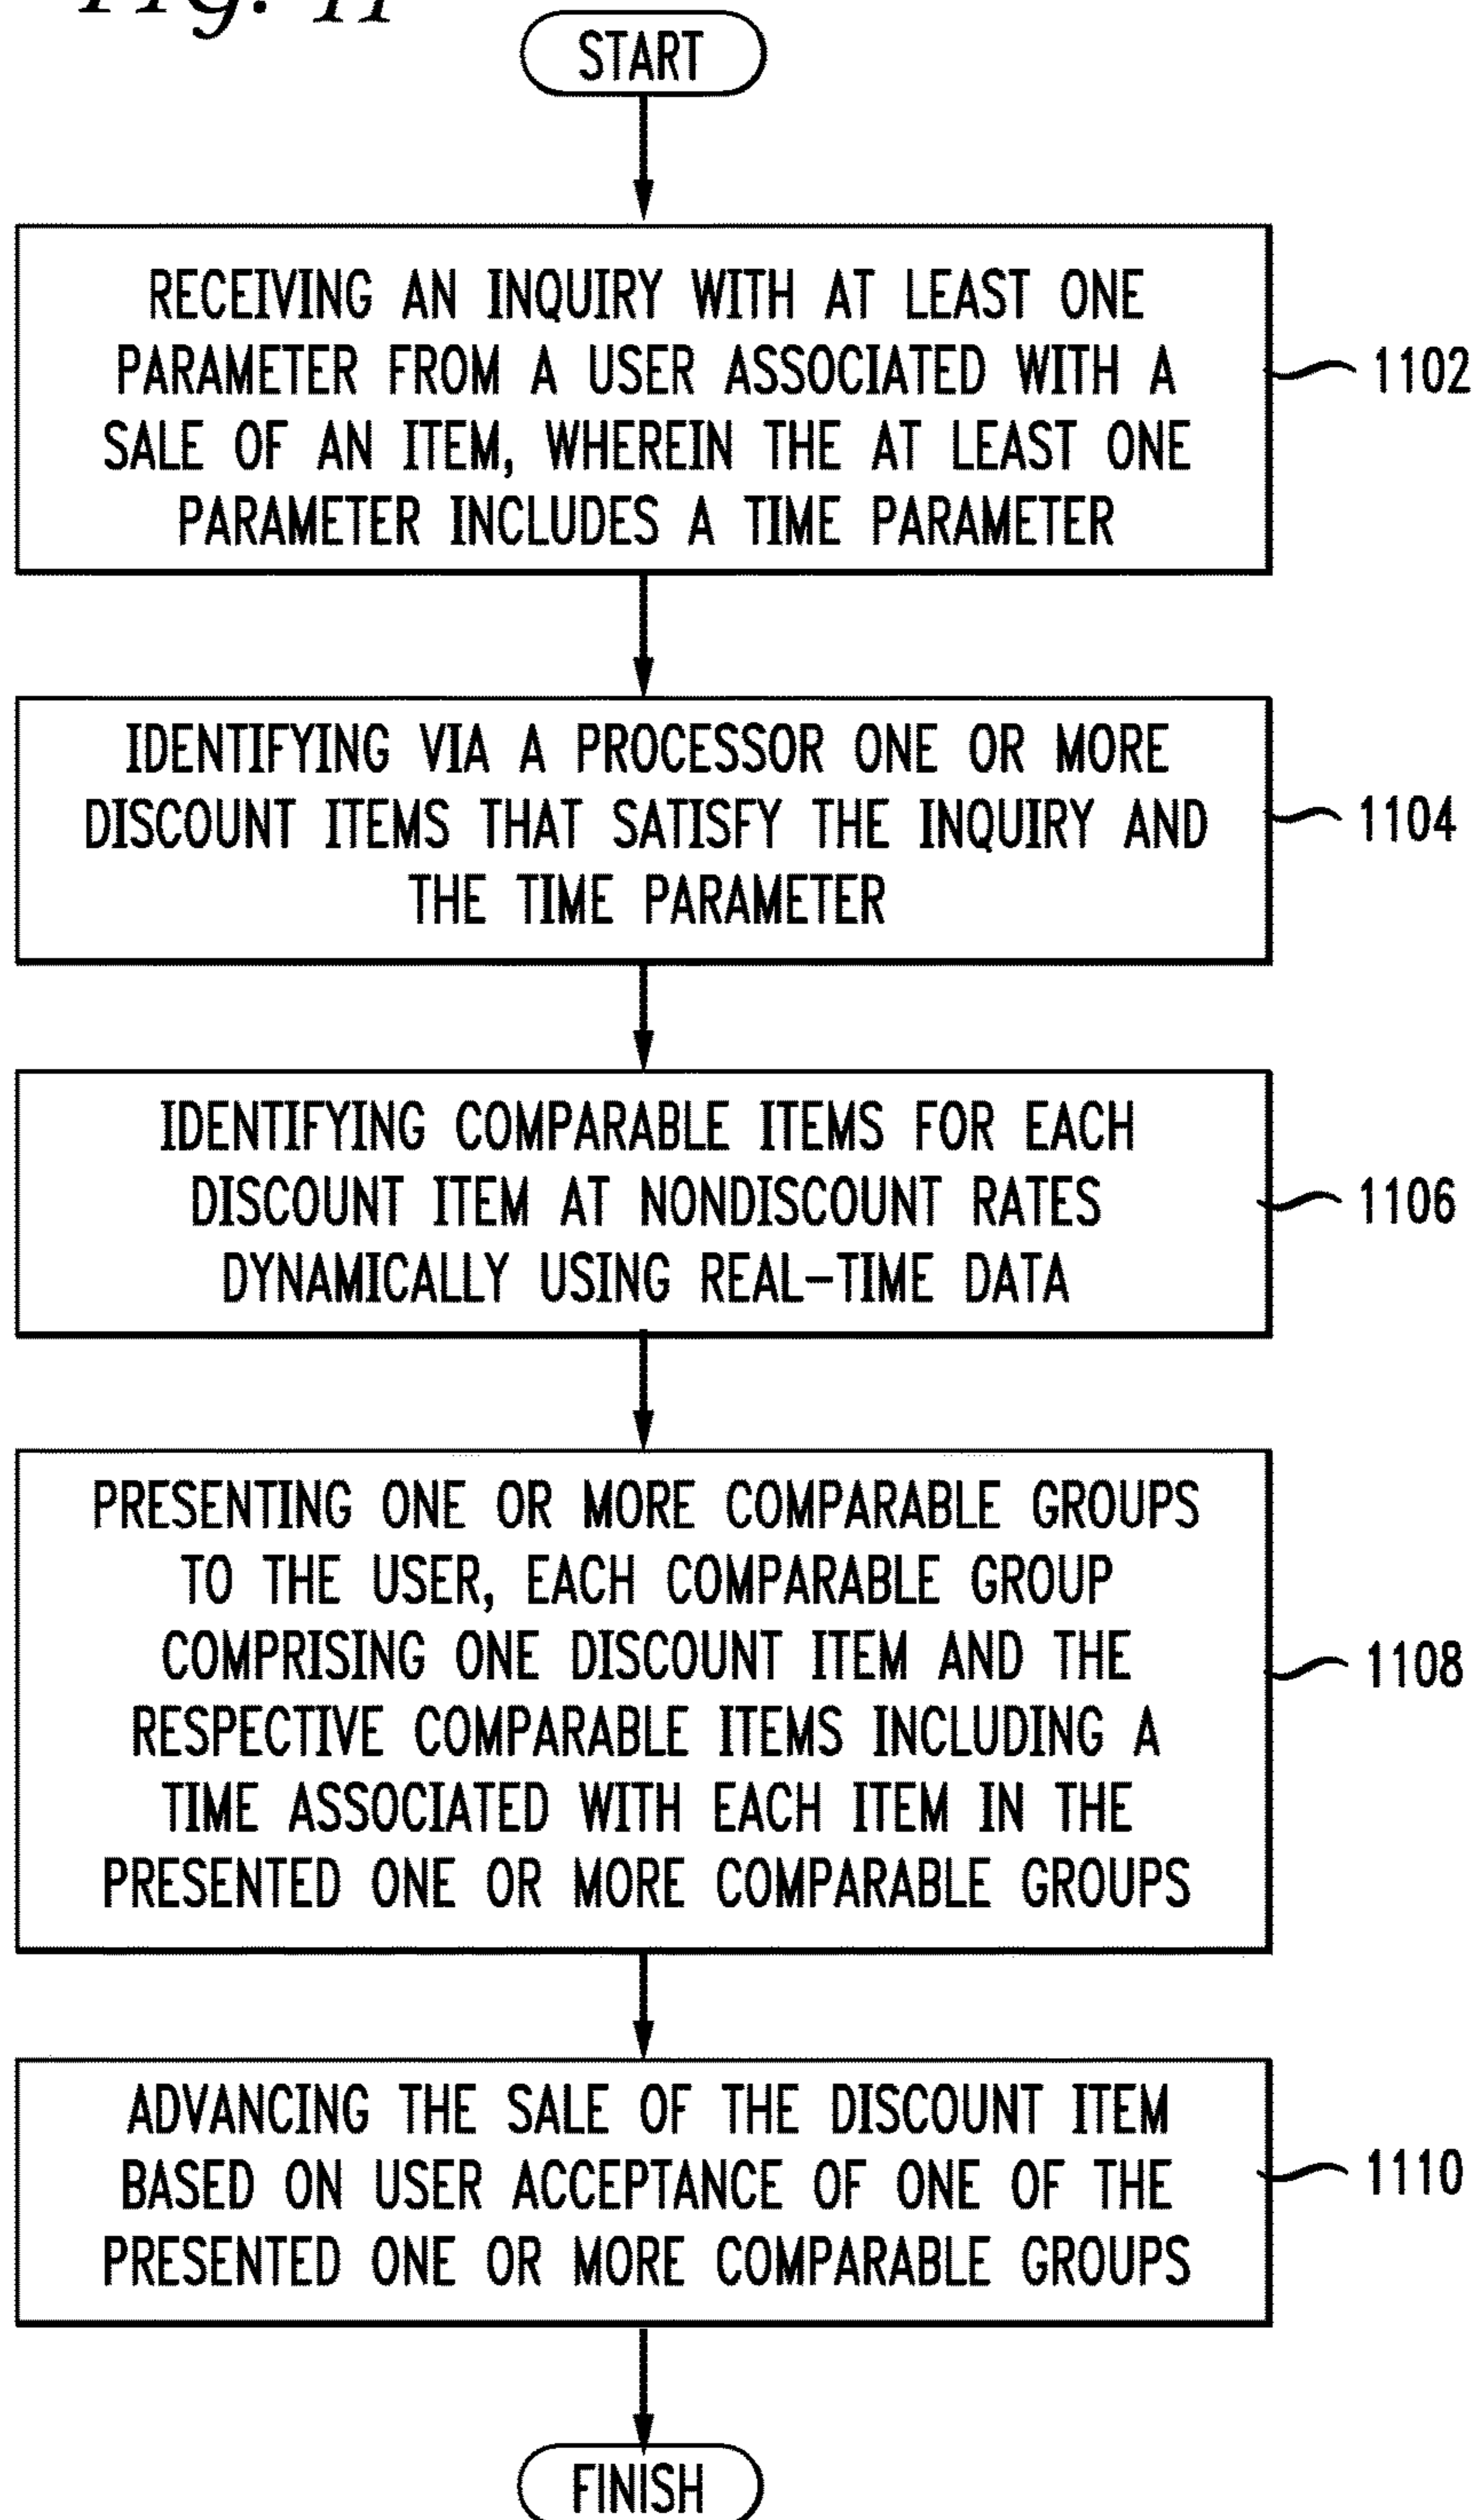 Fig. 11
START
RECEIVING AN INQUIRY WITH AT LEAST ONE
PARAMETER FROM A USER ASSOCIATED WITH A
SALE OF AN ITEM, WHEREIN THE AT LEAST ONE
PARAMETER INCLUDES A TIME PARAMETER
1102
IDENTIFYING VIA A PROCESSOR ONE OR MORE
DISCOUNT ITEMS THAT SATISFY THE INQUIRY AND
THE TIME PARAMETER
1104
IDENTIFYING COMPARABLE ITEMS FOR EACH
DISCOUNT ITEM AT NONDISCOUNT RATES
DYNAMICALLY USING REAL-TIME DATA
1106
PRESENTING ONE OR MORE COMPARABLE GROUPS
TO THE USER, EACH COMPARABLE GROUP
COMPRISING ONE DISCOUNT ITEM AND THE
RESPECTIVE COMPARABLE ITEMS INCLUDING A
TIME ASSOCIATED WITH EACH ITEM IN THE
PRESENTED ONE OR MORE COMPARABLE GROUPS
1108
ADVANCING THE SALE OF THE DISCOUNT ITEM
BASED ON USER ACCEPTANCE OF ONE OF THE
PRESENTED ONE OR MORE COMPARABLE GROUPS
1110
FINISH